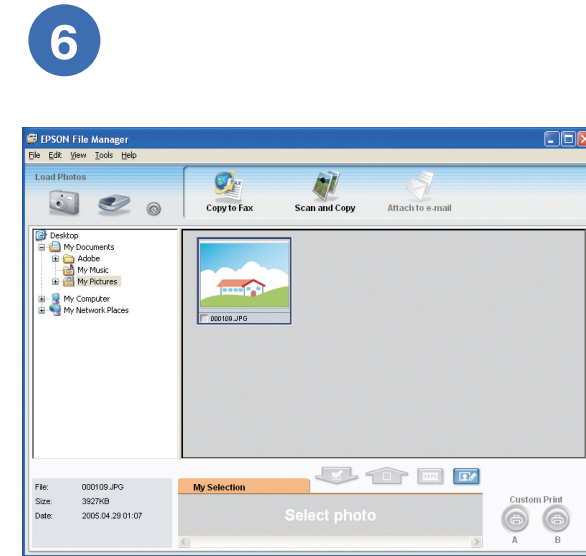 6
EPSON File Manager
File Edit View Tools Help
Load Photos
Copy to Fax Scan and Copy Attach to e-mail
Desktop
My Documents
Adobe
My Music
My Pictures
My Computer
My Network Places
000109.JPG
File: 000109.JPG
Size: 3927KB
Date: 2005.04.29 01:07
My Selection
Select photo
Custom Print
A B